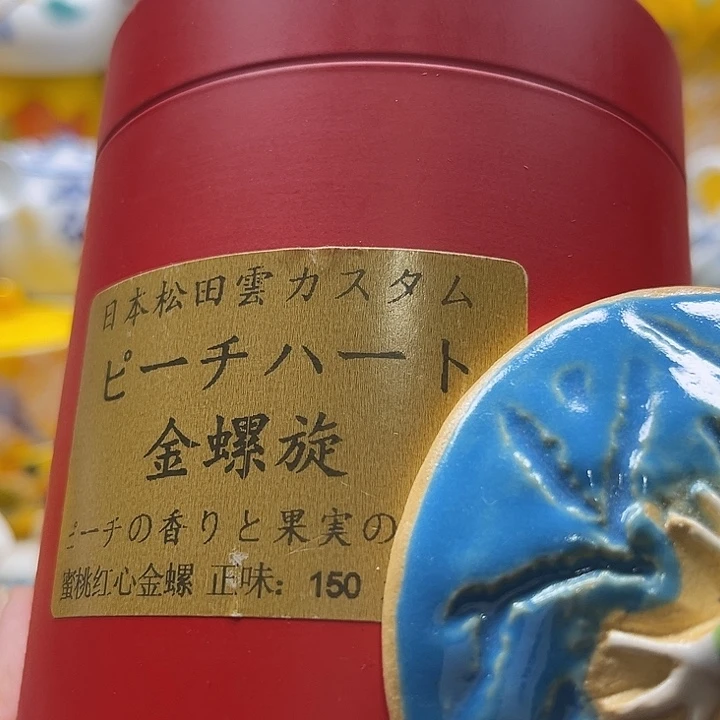 日本松田雲カスタム
ピーチハート
金螺旋
ピーチの香りと果実の
蜜桃红心金螺 正味: 150